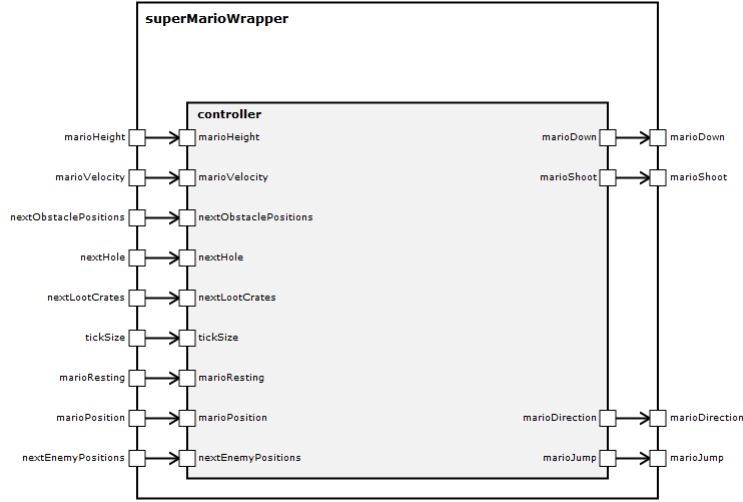 superMarioWrapper
controller
marioHeight marioHeight marioDown marioDown
marioVelocity marioVelocity marioShoot marioShoot
nextObstaclePositions nextObstaclePositions
nextHole nextHole
nextLootCrates nextLootCrates
tickSize tickSize
marioResting marioResting
marioPosition marioPosition marioDirection marioDirection
nextEnemyPositions nextEnemyPositions marioJump marioJump